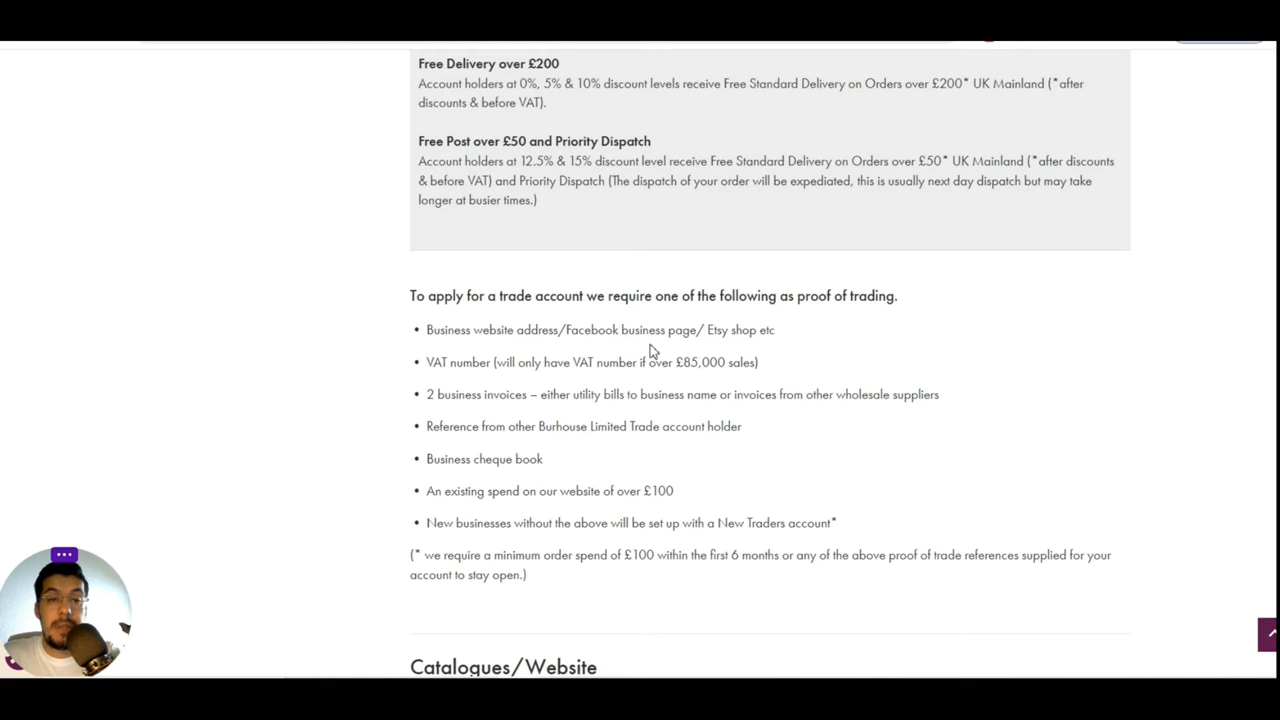 Free Delivery over £200
Account holders at 0%, 5% & 10% discount levels receive Free Standard Delivery on Orders over £200* UK Mainland (*after
discounts & before VAT).
Free Post over £50 and Priority Dispatch
Account holders at 12.5% & 15% discount level receive Free Standard Delivery on Orders over £50* UK Mainland (*after discounts
& before VAT) and Priority Dispatch (The dispatch of your order will be expediated, this is usually next day dispatch but may take
longer at busier times.)
To apply for a trade account we require one of the following as proof of trading.
• Business website address/Facebook business page/ Etsy shop etc
• VAT number (will only have VAT number if over £85,000 sales)
• 2 business invoices – either utility bills to business name or invoices from other wholesale suppliers
• Reference from other Burhouse Limited Trade account holder
• Business cheque book
• An existing spend on our website of over £100
• New businesses without the above will be set up with a New Traders account*
(* we require a minimum order spend of £100 within the first 6 months or any of the above proof of trade references supplied for your
account to stay open.)
Catalogues/Website